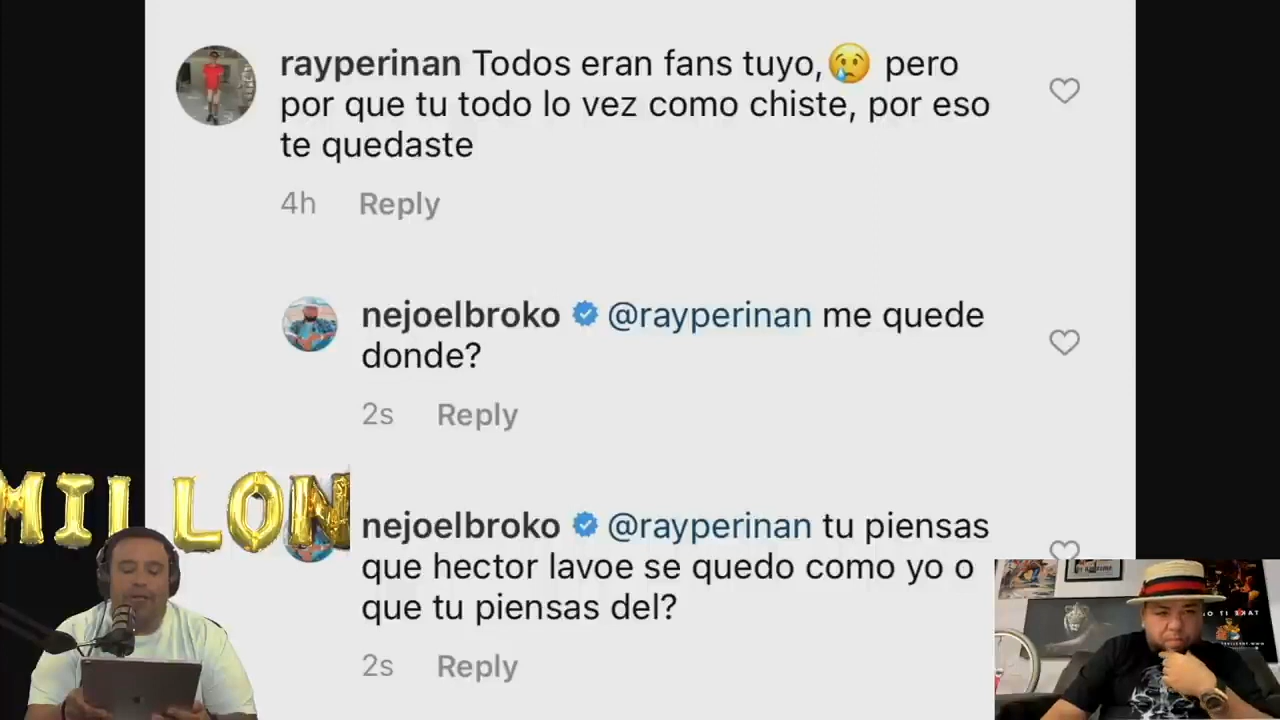 rayperinan Todos eran fans tuyo,😢 pero
por que tu todo lo vez como chiste, por eso
te quedaste
4h Reply
nejoelbroko @rayperinan me quede
donde?
2s Reply
MILLON
nejoelbroko @rayperinan tu piensas
que hector lavoe se quedo como yo o
que tu piensas del?
2s Reply